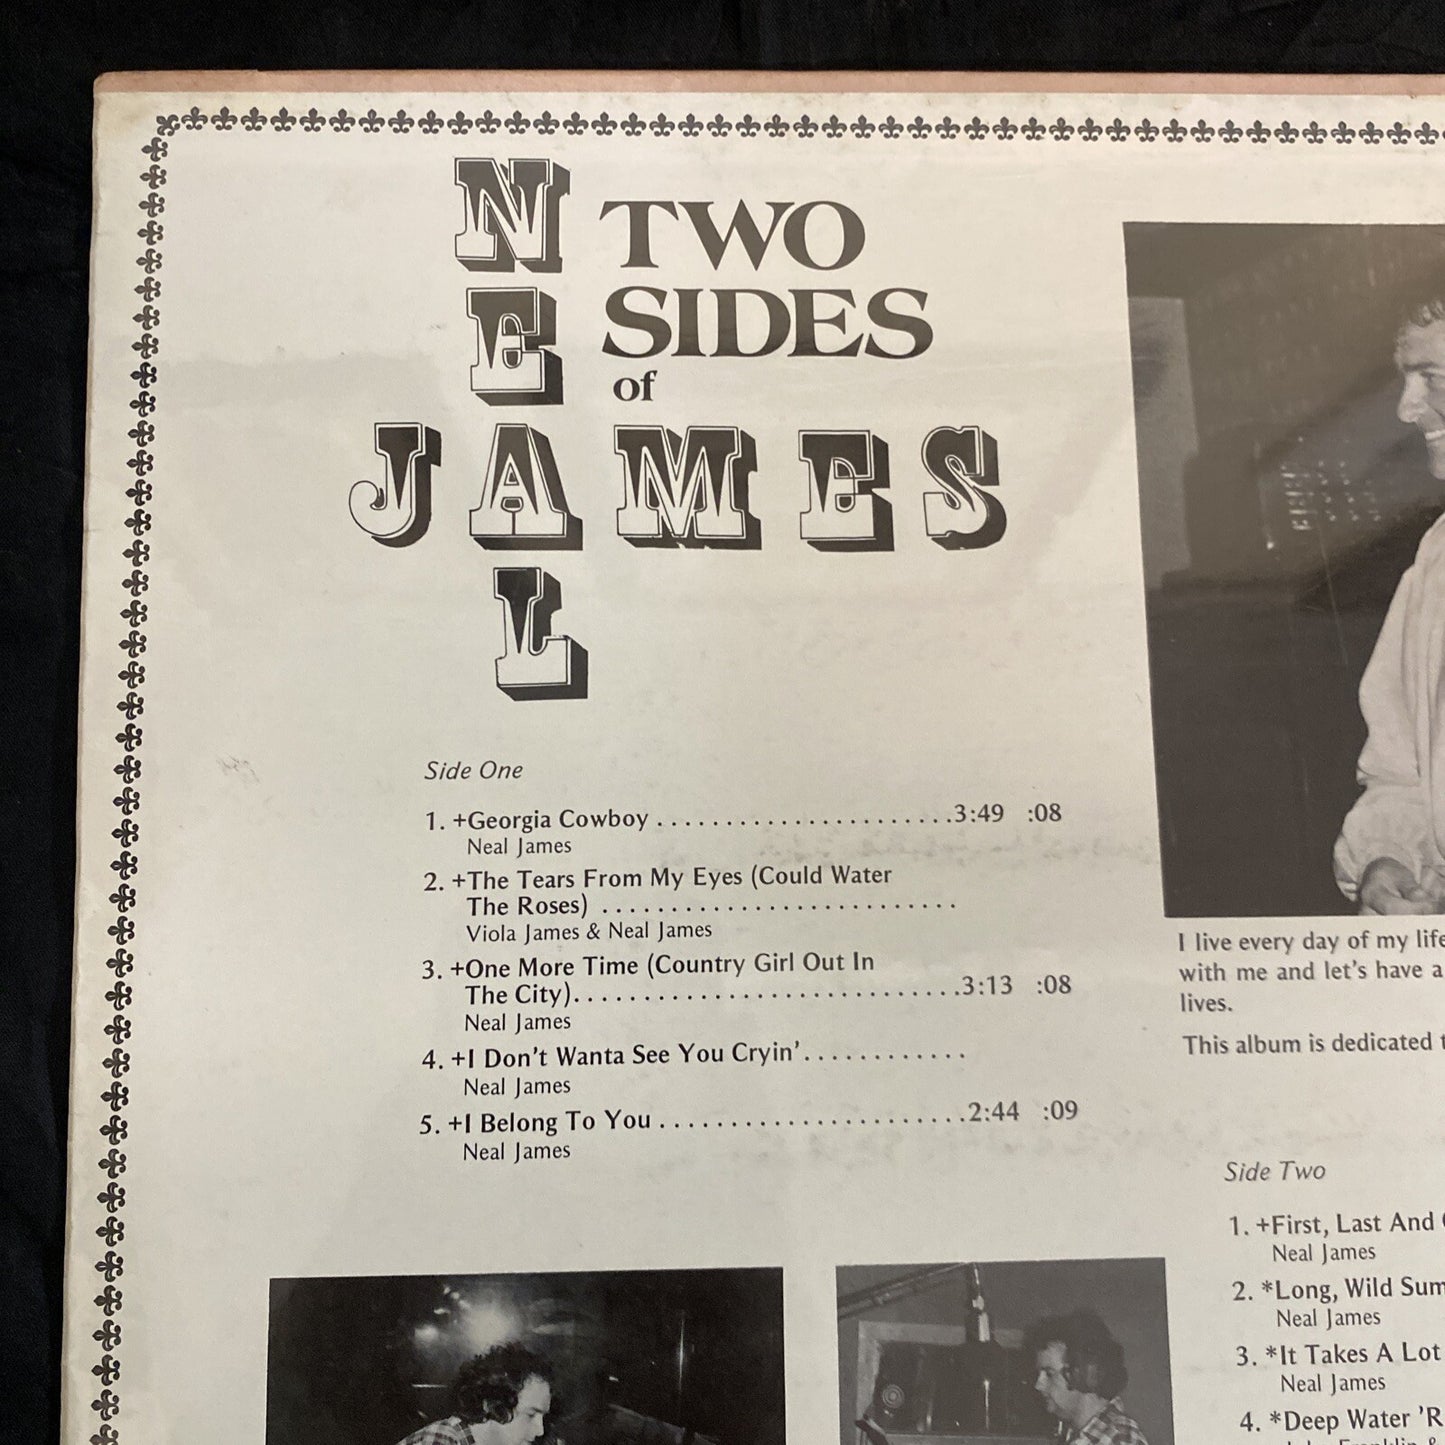 NEAL
TWO
SIDES
of
JAMES
Side One
1. +Georgia Cowboy . . . . . . . . . . . . . . . . . . . . . . 3:49 :08
Neal James
2. +The Tears From My Eyes (Could Water
The Roses) . . . . . . . . . . . . . . . . . . . . . . . . . .
Viola James & Neal James
3. +One More Time (Country Girl Out In
The City). . . . . . . . . . . . . . . . . . . . . . . . . . . . 3:13 :08
Neal James
4. +I Don't Wanta See You Cryin'. . . . . . . . . . . .
Neal James
5. +I Belong To You . . . . . . . . . . . . . . . . . . . . . . 2:44 :09
Neal James
I live every day of my life
with me and let's have a
lives.
This album is dedicated
Side Two
1. +First, Last And
Neal James
2. *Long, Wild Sum
Neal James
3. *It Takes A Lot
Neal James
4. *Deep Water 'R